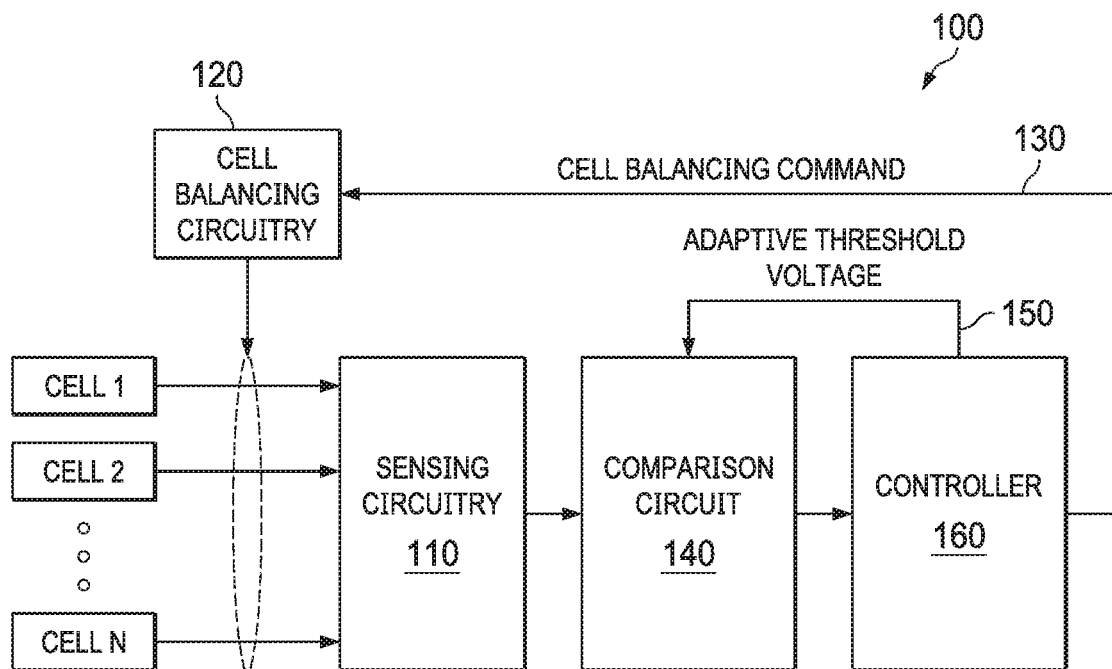 100
120
130
CELL
BALANCING
CIRCUITRY
CELL BALANCING COMMAND
ADAPTIVE THRESHOLD
VOLTAGE
150
CELL 1
CELL 2
CELL N
SENSING
CIRCUITRY
110
COMPARISON
CIRCUIT
140
CONTROLLER
160